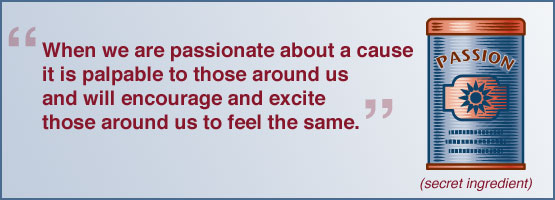 “ When we are passionate about a cause
it is palpable to those around us
and will encourage and excite
those around us to feel the same. ”
PASSION
(secret ingredient)